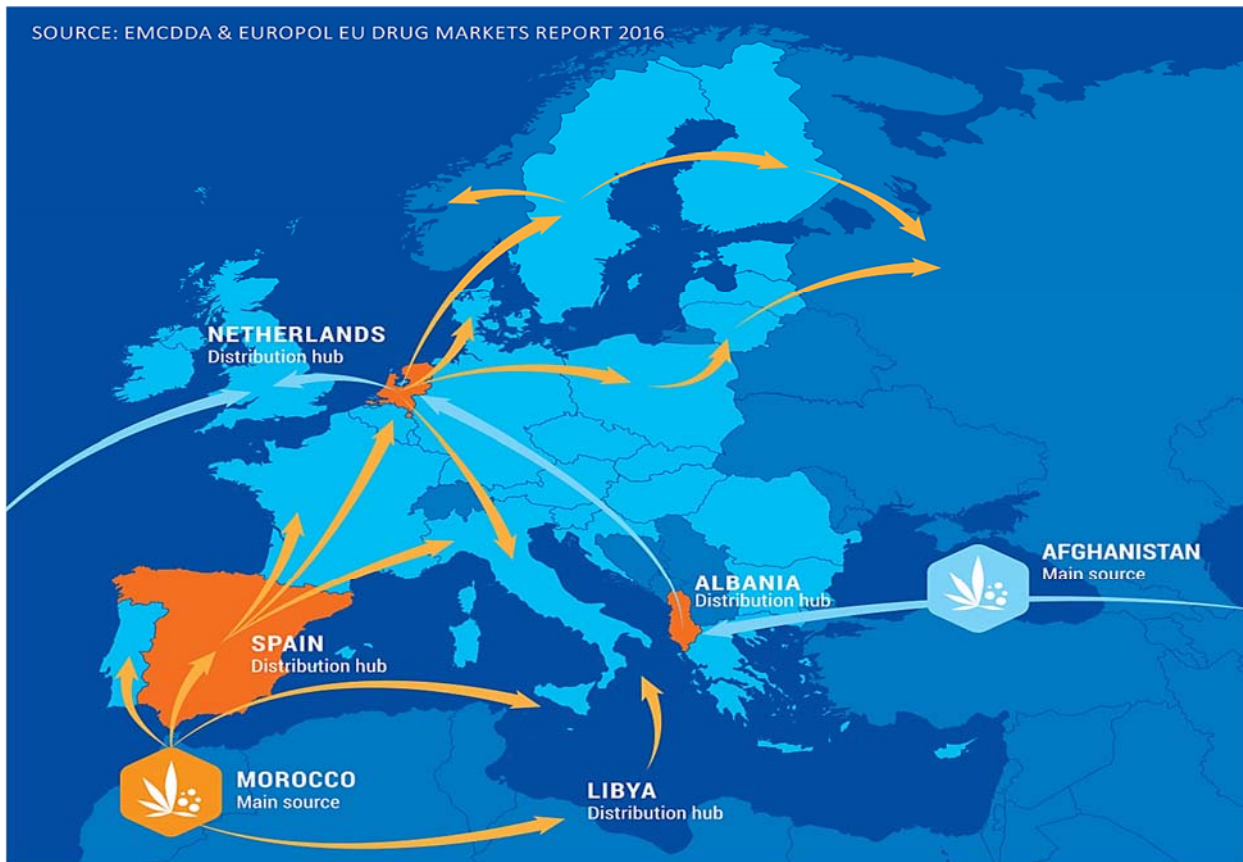 SOURCE: EMCDDA & EUROPOL EU DRUG MARKETS REPORT 2016
NETHERLANDS
Distribution hub
AFGHANISTAN
Main source
ALBANIA
Distribution hub
SPAIN
Distribution hub
MOROCCO
Main source
LIBYA
Distribution hub